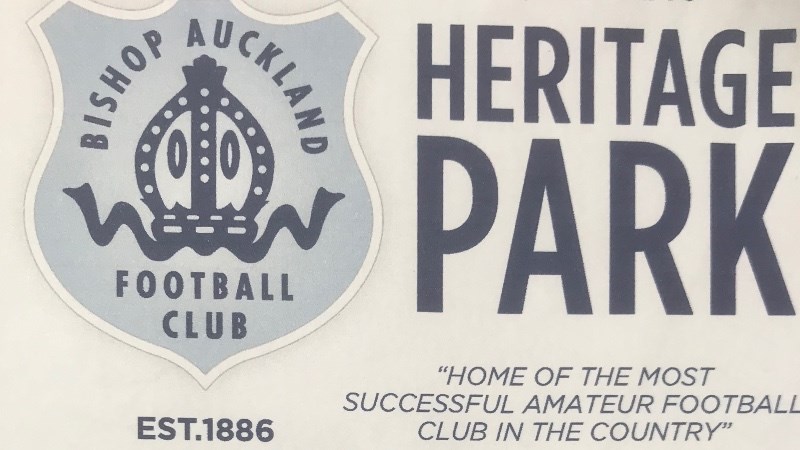 BISHOP AUCKLAND
FOOTBALL
CLUB
EST.1886
HERITAGE
PARK
“HOME OF THE MOST
SUCCESSFUL AMATEUR FOOTBALL
CLUB IN THE COUNTRY”